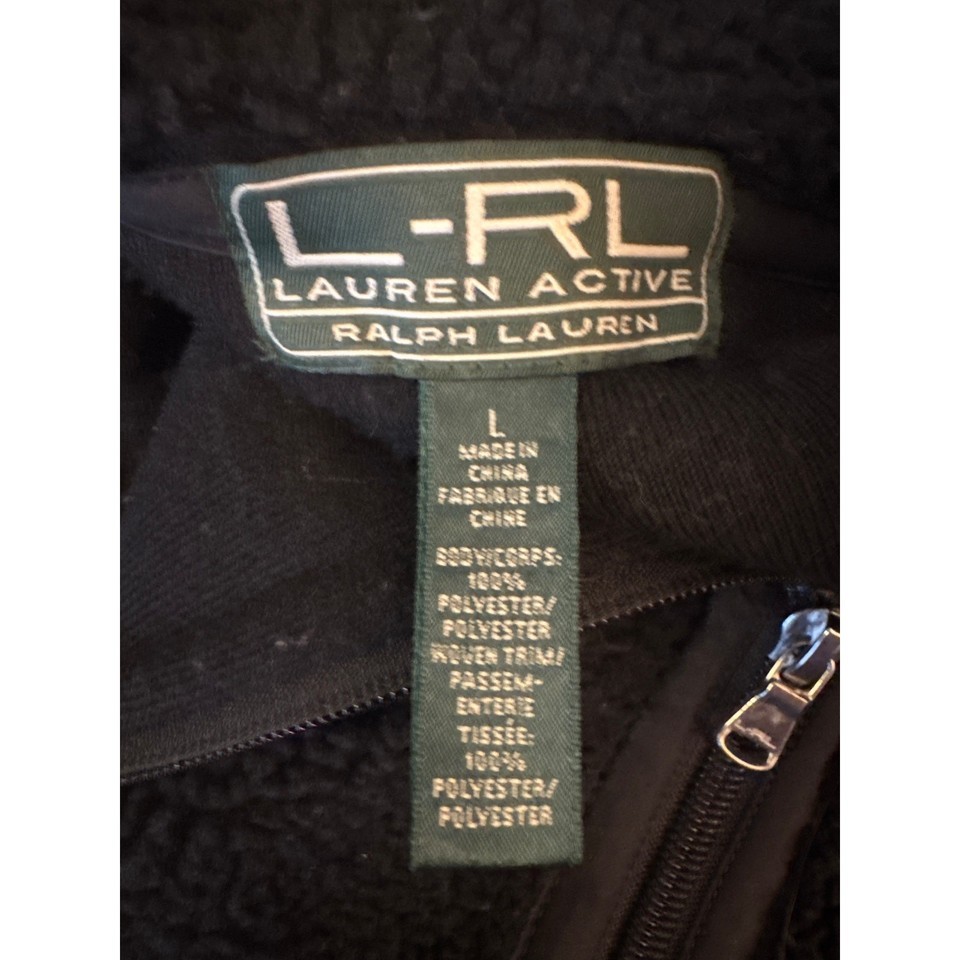 L-RL
LAUREN ACTIVE
RALPH LAUREN
L
MADE IN
CHINA
FABRIQUE EN
CHINE
BODY/CORPS:
100%
POLYESTER/
POLYESTER
WOVEN TRIM/
PASSEM-
ENTERIE
TISSÉE:
100%
POLYESTER/
POLYESTER